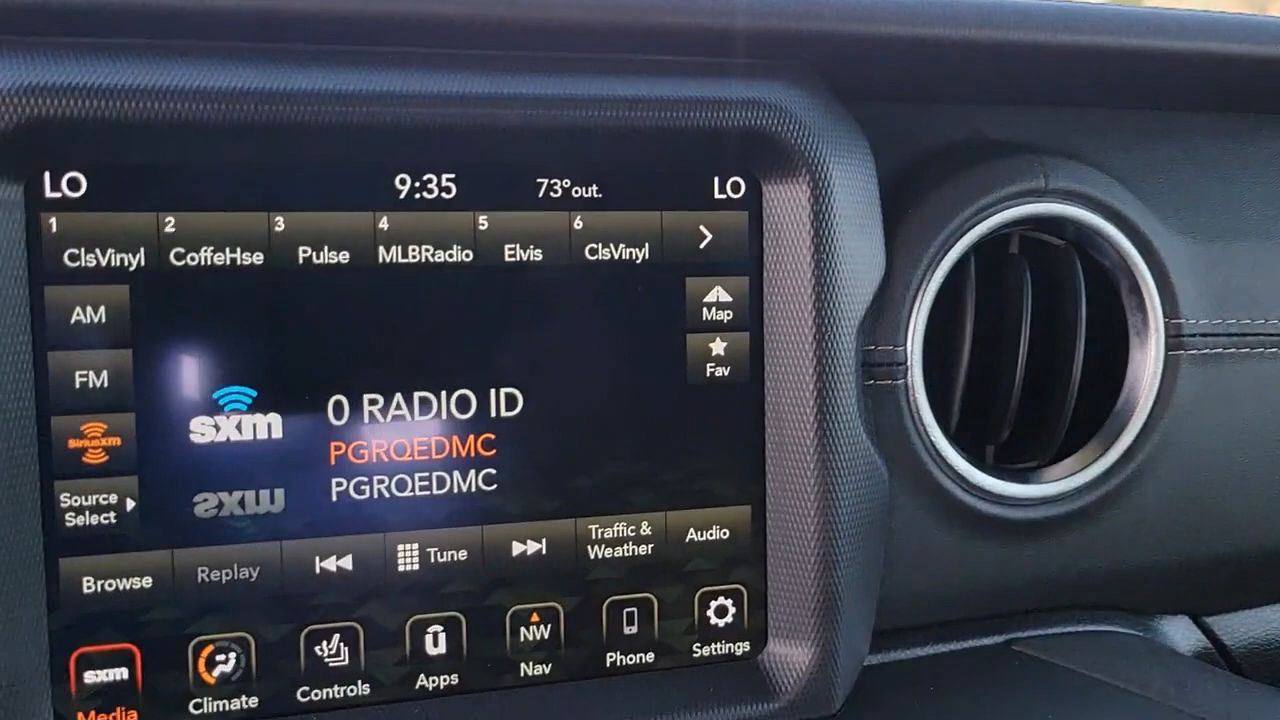 LO 9:35 73°out. LO
1 ClsVinyl 2 CoffeHse 3 Pulse 4 MLBRadio 5 Elvis 6 ClsVinyl
AM
Map
FM
Fav
sxm
0 RADIO ID
SiriusXm
PGRQEDMC
PGRQEDMC
Source
Select
sxm
Browse Replay Tune
Traffic &
Weather
Audio
sxm
Media
Climate
Controls
Apps
NW
Nav
Phone
Settings